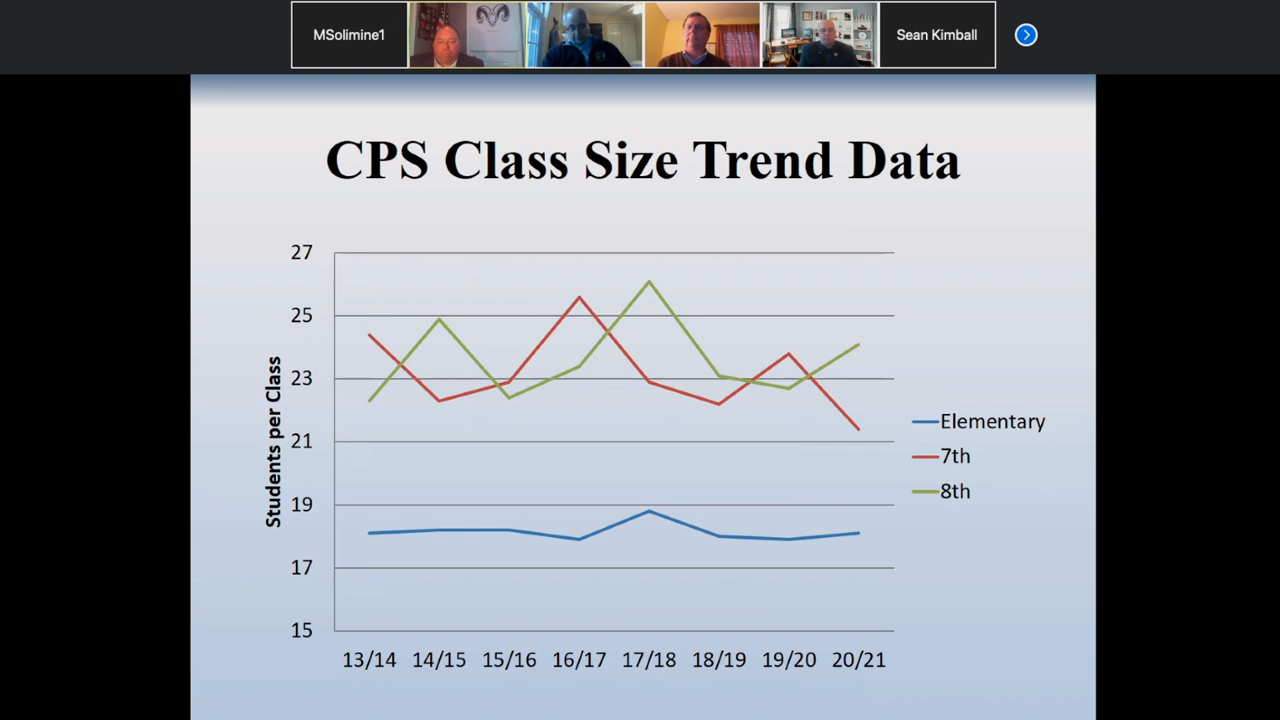 MSolimine1
Sean Kimball
CPS Class Size Trend Data
27
25
23
21
19
17
15
Students per Class
13/14 14/15 15/16 16/17 17/18 18/19 19/20 20/21
Elementary
7th
8th